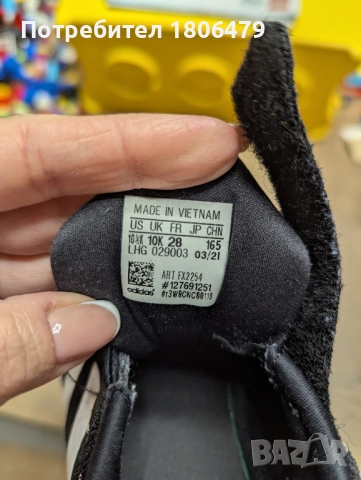 Потребител 1806479
MADE IN VIETNAM
US UK FR JP CHN
10½K 10K 28 165
LHG 029003 03/21
ART FX2254
#127691251
adidas
BAZAR